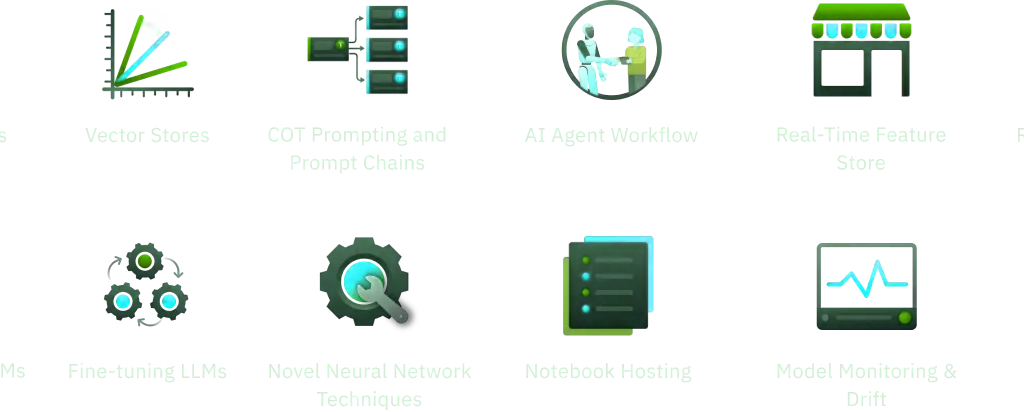 s
Vector Stores
COT Prompting and
Prompt Chains
AI Agent Workflow
Real-Time Feature
Store
R
Ms
Fine-tuning LLMs
Novel Neural Network
Techniques
Notebook Hosting
Model Monitoring &
Drift